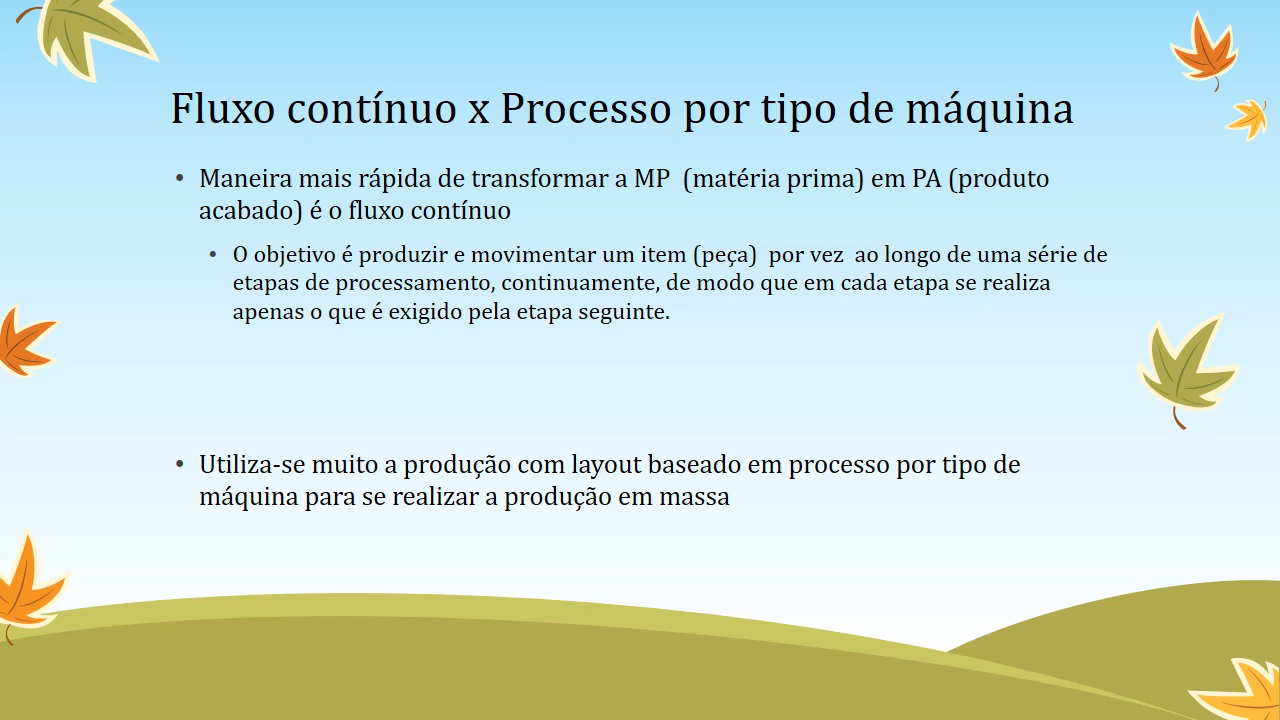 Fluxo contínuo x Processo por tipo de máquina
• Maneira mais rápida de transformar a MP (matéria prima) em PA (produto
acabado) é o fluxo contínuo
• O objetivo é produzir e movimentar um item (peça) por vez ao longo de uma série de
etapas de processamento, continuamente, de modo que em cada etapa se realiza
apenas o que é exigido pela etapa seguinte.
• Utiliza-se muito a produção com layout baseado em processo por tipo de
máquina para se realizar a produção em massa